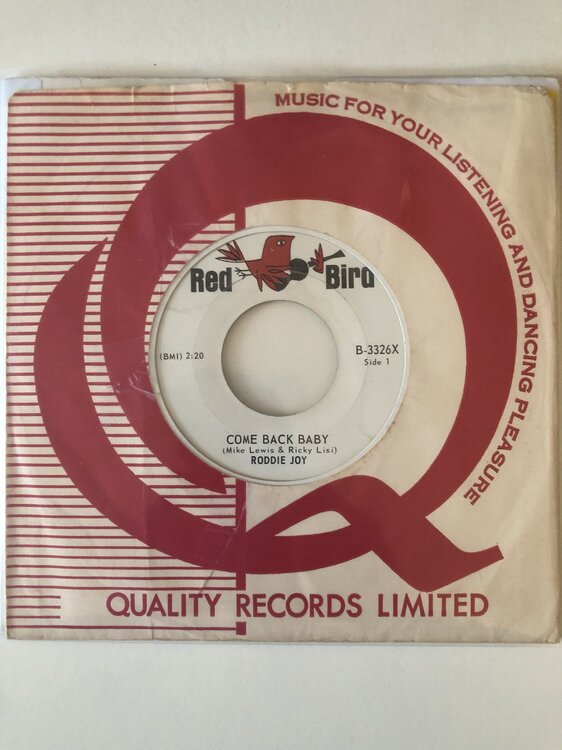 MUSIC FOR YOUR LISTENING AND DANCING PLEASURE
Red Bird
(BMI) 2:20
B-3326X
Side 1
COME BACK BABY
(Mike Lewis & Ricky Lisi)
RODDIE JOY
QUALITY RECORDS LIMITED